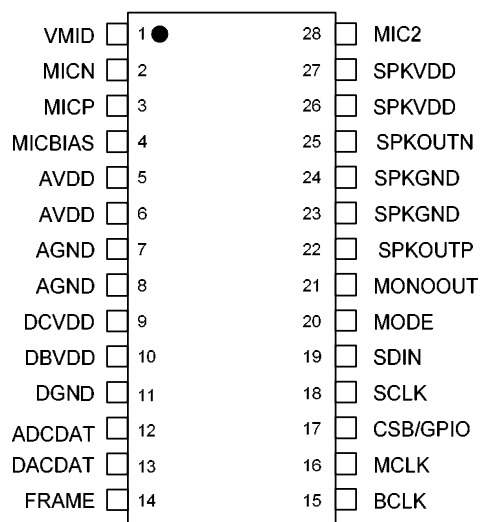 VMID 1 28 MIC2
MICN 2 27 SPKVDD
MICP 3 26 SPKVDD
MICBIAS 4 25 SPKOUTN
AVDD 5 24 SPKGND
AVDD 6 23 SPKGND
AGND 7 22 SPKOUTP
AGND 8 21 MONOOUT
DCVDD 9 20 MODE
DBVDD 10 19 SDIN
DGND 11 18 SCLK
ADCDAT 12 17 CSB/GPIO
DACDAT 13 16 MCLK
FRAME 14 15 BCLK